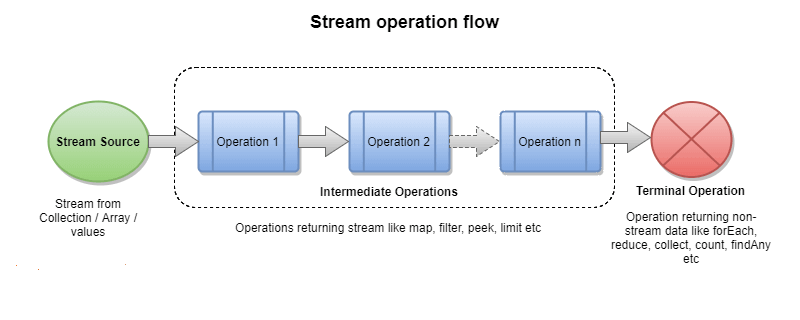 Stream operation flow
Stream Source
Operation 1
Operation 2
Operation n
Intermediate Operations
Terminal Operation
Stream from
Collection / Array /
values
Operations returning stream like map, filter, peek, limit etc
Operation returning non-
stream data like forEach,
reduce, collect, count, findAny
etc